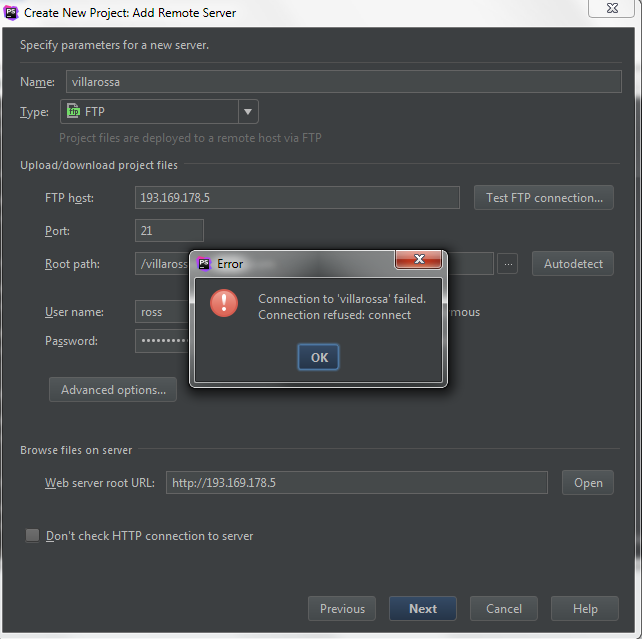 PS Create New Project: Add Remote Server
Specify parameters for a new server.
Name: villarossa
Type: ftp FTP
Project files are deployed to a remote host via FTP
Upload/download project files
FTP host: 193.169.178.5 Test FTP connection...
Port: 21
Root path: /villaross ... Autodetect
PS Error
Connection to 'villarossa' failed.
Connection refused: connect
OK
User name: ross mous
Password: ••••••••
Advanced options...
Browse files on server
Web server root URL: http://193.169.178.5 Open
Don't check HTTP connection to server
Previous Next Cancel Help